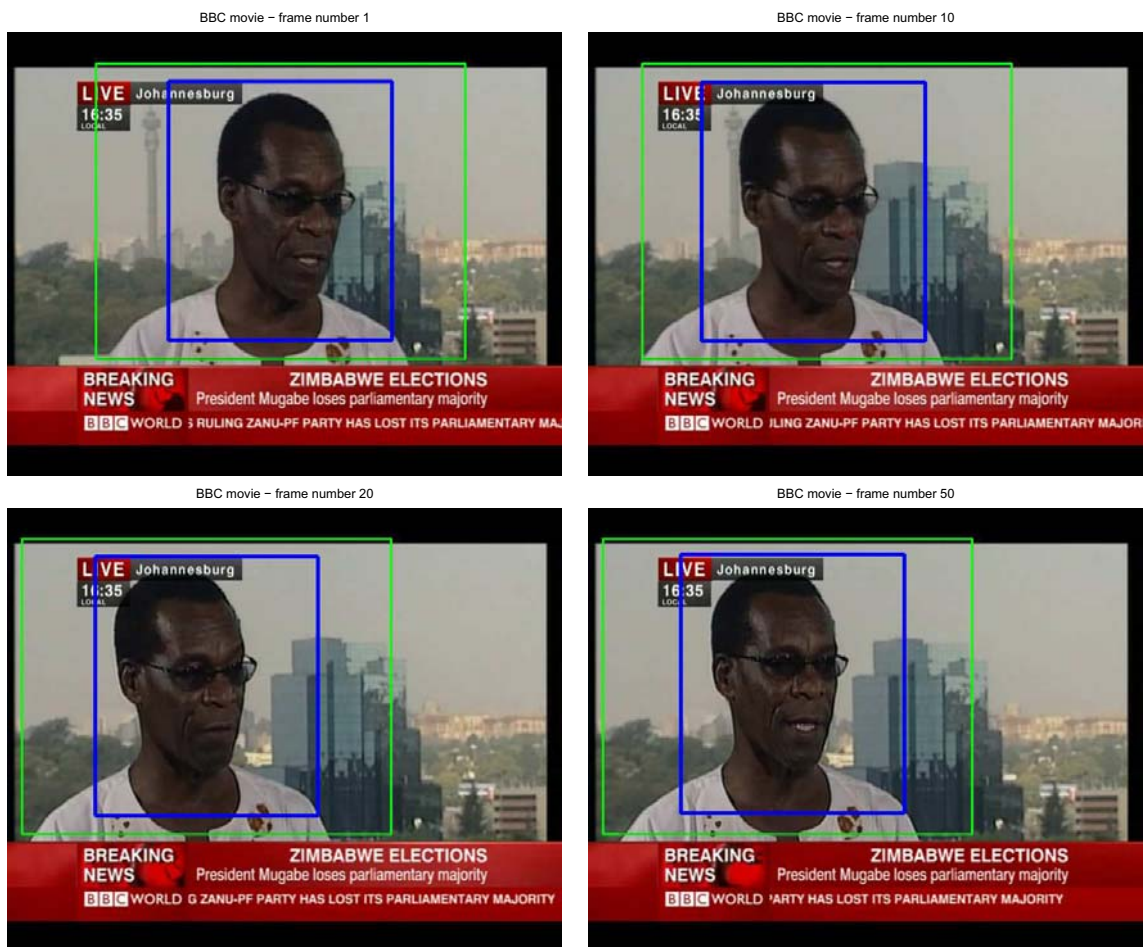 BBC movie − frame number 1
LIVE Johannesburg
16:35
LOCAL
BREAKING NEWS
ZIMBABWE ELECTIONS
President Mugabe loses parliamentary majority
BBC WORLD S RULING ZANU-PF PARTY HAS LOST ITS PARLIAMENTARY MAJ
BBC movie − frame number 10
LIVE Johannesburg
16:35
LOCAL
BREAKING NEWS
ZIMBABWE ELECTIONS
President Mugabe loses parliamentary majority
BBC WORLD ULING ZANU-PF PARTY HAS LOST ITS PARLIAMENTARY MAJOR
BBC movie − frame number 20
LIVE Johannesburg
16:35
LOCAL
BREAKING NEWS
ZIMBABWE ELECTIONS
President Mugabe loses parliamentary majority
BBC WORLD G ZANU-PF PARTY HAS LOST ITS PARLIAMENTARY MAJORITY
BBC movie − frame number 50
LIVE Johannesburg
16:35
LOCAL
BREAKING NEWS
ZIMBABWE ELECTIONS
President Mugabe loses parliamentary majority
BBC WORLD PARTY HAS LOST ITS PARLIAMENTARY MAJORITY